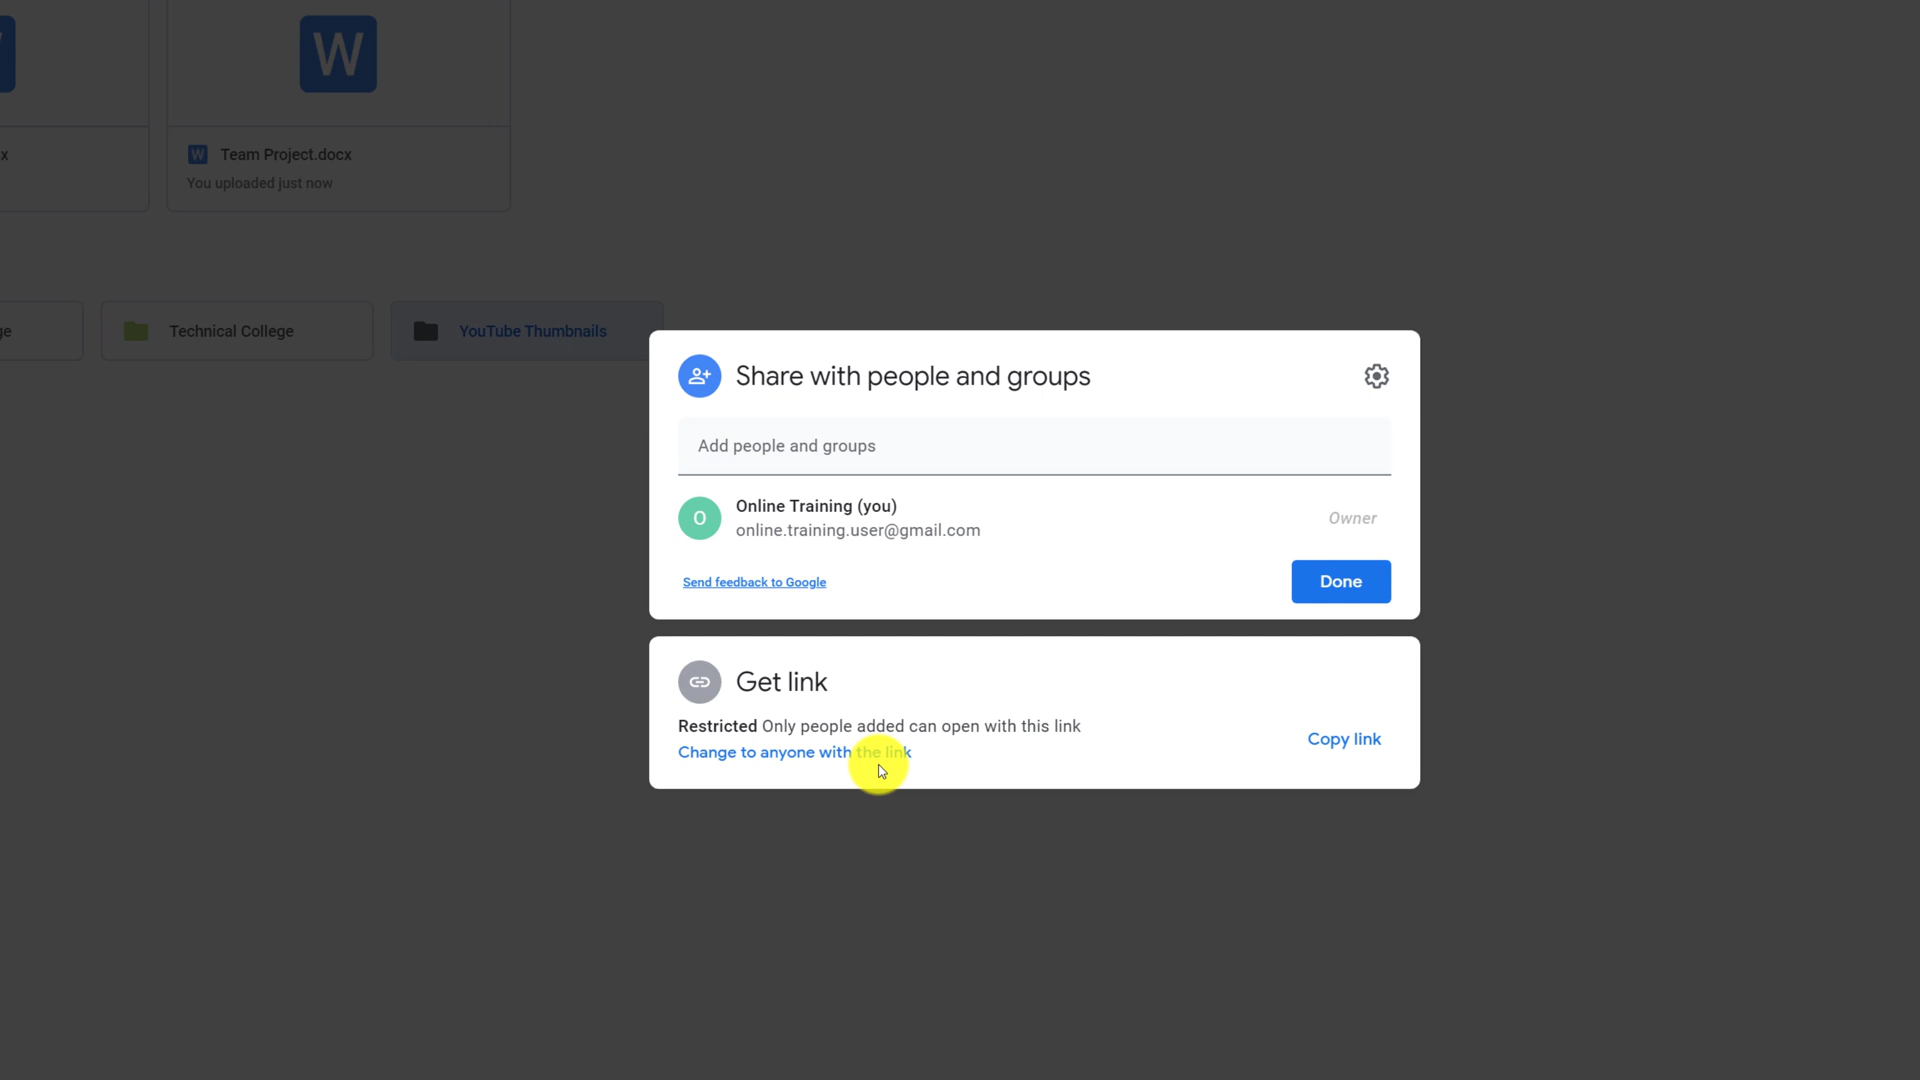 W
x
W Team Project.docx
You uploaded just now
ge
Technical College
YouTube Thumbnails
Share with people and groups
Add people and groups
O
Online Training (you)
online.training.user@gmail.com
Owner
Send feedback to Google
Done
Get link
Restricted Only people added can open with this link
Change to anyone with the link
Copy link